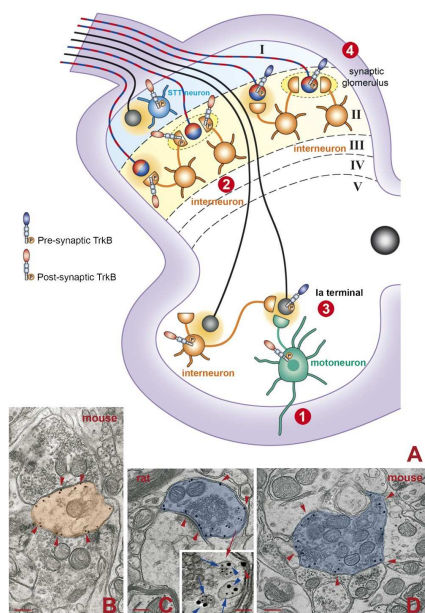 I
4
synaptic
glomerulus
STT neuron
II
interneuron
III
2
IV
interneuron
V
Pre-synaptic TrkB
Post-synaptic TrkB
Ia terminal
3
interneuron
motoneuron
1
A
mouse
B
rat
C
mouse
D